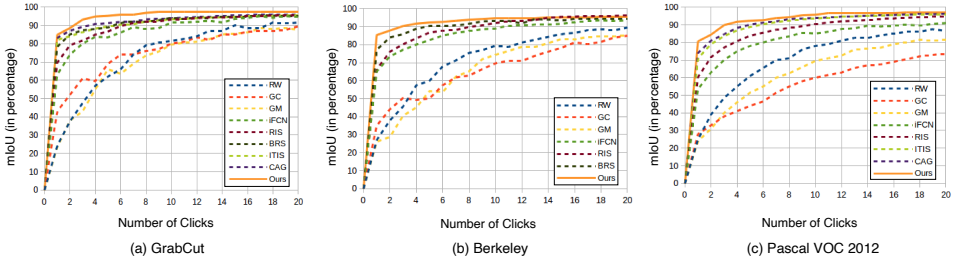 mIoU (in percentage)
100
90
80
70
60
50
40
30
20
10
0
0 2 4 6 8 10 12 14 16 18 20
RW
GC
GM
iFCN
RIS
BRS
ITIS
CAG
Ours
Number of Clicks
(a) GrabCut
mIoU (in percentage)
100
90
80
70
60
50
40
30
20
10
0
0 2 4 6 8 10 12 14 16 18 20
RW
GC
GM
iFCN
RIS
BRS
Ours
Number of Clicks
(b) Berkeley
mIoU (in percentage)
100
90
80
70
60
50
40
30
20
10
0
0 2 4 6 8 10 12 14 16 18 20
RW
GC
GM
iFCN
RIS
ITIS
CAG
Ours
Number of Clicks
(c) Pascal VOC 2012